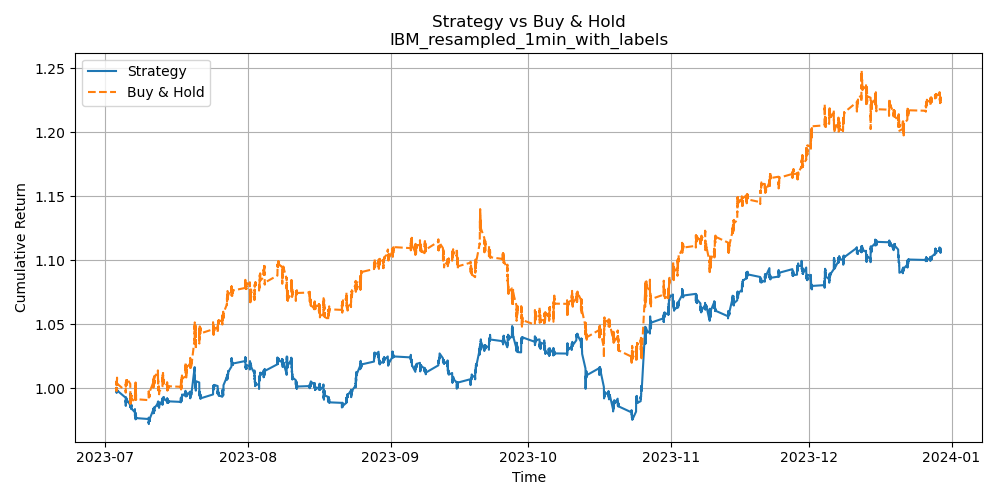 Strategy vs Buy & Hold
IBM_resampled_1min_with_labels
Strategy
Buy & Hold
Cumulative Return
1.25
1.20
1.15
1.10
1.05
1.00
2023-07 2023-08 2023-09 2023-10 2023-11 2023-12 2024-01
Time